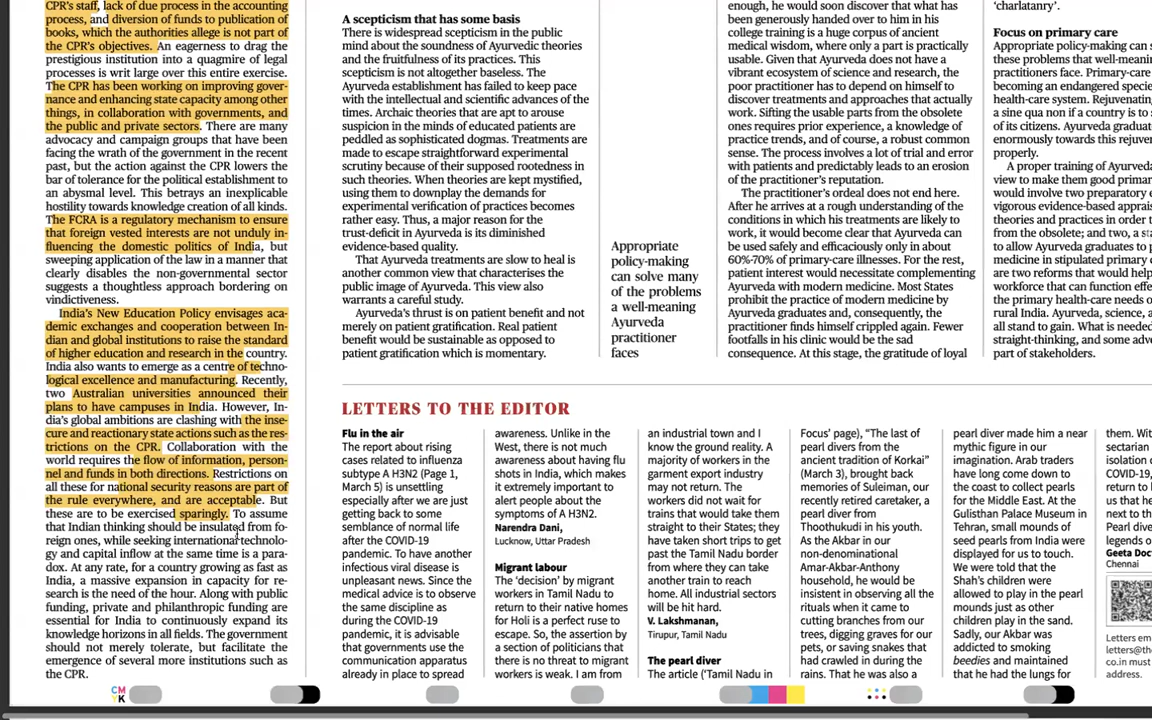 CPR's staff, lack of due process in the accounting
process, and diversion of funds to publication of
books, which the authorities allege is not part of
the CPR's objectives. An eagerness to drag the
prestigious institution into a quagmire of legal
processes is writ large over this entire exercise.
The CPR has been working on improving gover-
nance and enhancing state capacity among other
things, in collaboration with governments, and
the public and private sectors. There are many
advocacy and campaign groups that have been
facing the wrath of the government in the recent
past, but the action against the CPR lowers the
bar of tolerance for the political establishment to
an abysmal level. This betrays an inexplicable
hostility towards knowledge creation of all kinds.
The FCRA is a regulatory mechanism to ensure
that foreign vested interests are not unduly in-
fluencing the domestic politics of India, but
sweeping application of the law in a manner that
clearly disables the non-governmental sector
suggests a thoughtless approach bordering on
vindictiveness.
India's New Education Policy envisages aca-
demic exchanges and cooperation between In-
dian and global institutions to raise the standard
of higher education and research in the country.
India also wants to emerge as a centre of techno-
logical excellence and manufacturing. Recently,
two Australian universities announced their
plans to have campuses in India. However, In-
dia's global ambitions are clashing with the inse-
cure and reactionary state actions such as the res-
trictions on the CPR. Collaboration with the
world requires the flow of information, person-
nel and funds in both directions. Restrictions on
all these for national security reasons are part of
the rule everywhere, and are acceptable. But
these are to be exercised sparingly. To assume
that Indian thinking should be insulated from fo-
reign ones, while seeking international technolo-
gy and capital inflow at the same time is a para-
dox. At any rate, for a country growing as fast as
India, a massive expansion in capacity for re-
search is the need of the hour. Along with public
funding, private and philanthropic funding are
essential for India to continuously expand its
knowledge horizons in all fields. The government
should not merely tolerate, but facilitate the
emergence of several more institutions such as
the CPR.
A scepticism that has some basis
There is widespread scepticism in the public
mind about the soundness of Ayurvedic theories
and the fruitfulness of its practices. This
scepticism is not altogether baseless. The
Ayurveda establishment has failed to keep pace
with the intellectual and scientific advances of the
times. Archaic theories that are apt to arouse
suspicion in the minds of educated patients are
peddled as sophisticated dogmas. Treatments are
made to escape straightforward experimental
scrutiny because of their supposed rootedness in
such theories. When theories are kept mystified,
using them to downplay the demands for
experimental verification of practices becomes
rather easy. Thus, a major reason for the
trust-deficit in Ayurveda is its diminished
evidence-based quality.
That Ayurveda treatments are slow to heal is
another common view that characterises the
public image of Ayurveda. This view also
warrants a careful study.
Ayurveda's thrust is on patient benefit and not
merely on patient gratification. Real patient
benefit would be sustainable as opposed to
patient gratification which is momentary.
Appropriate
policy-making
can solve many
of the problems
a well-meaning
Ayurveda
practitioner
faces
enough, he would soon discover that what has
been generously handed over to him in his
college training is a huge corpus of ancient
medical wisdom, where only a part is practically
usable. Given that Ayurveda does not have a
vibrant ecosystem of science and research, the
poor practitioner has to depend on himself to
discover treatments and approaches that actually
work. Sifting the usable parts from the obsolete
ones requires prior experience, a knowledge of
practice trends, and of course, a robust common
sense. The process involves a lot of trial and error
with patients and predictably leads to an erosion
of the practitioner's reputation.
The practitioner's ordeal does not end here.
After he arrives at a rough understanding of the
conditions in which his treatments are likely to
work, it would become clear that Ayurveda can
be used safely and efficaciously only in about
60%-70% of primary-care illnesses. For the rest,
patient interest would necessitate complementing
Ayurveda with modern medicine. Most States
prohibit the practice of modern medicine by
Ayurveda graduates and, consequently, the
practitioner finds himself crippled again. Fewer
footfalls in his clinic would be the sad
consequence. At this stage, the gratitude of loyal
'charlatanry'.
Focus on primary care
Appropriate policy-making can s
these problems that well-meani
practitioners face. Primary-care
becoming an endangered specie
health-care system. Rejuvenating
a sine qua non if a country is to s
of its citizens. Ayurveda graduat
enormously towards this rejuve
properly.
A proper training of Ayurveda
view to make them good primar
would involve two preparatory e
vigorous evidence-based apprais
theories and practices in order t
from the obsolete; and two, a sta
to allow Ayurveda graduates to p
medicine in stipulated primary c
are two reforms that would help
workforce that can function effe
the primary health-care needs o
rural India. Ayurveda, science, a
all stand to gain. What is needed
straight-thinking, and some adv
part of stakeholders.
LETTERS TO THE EDITOR
Flu in the air
The report about rising
cases related to influenza
subtype A H3N2 (Page 1,
March 5) is unsettling
especially after we are just
getting back to some
semblance of normal life
after the COVID-19
pandemic. To have another
infectious viral disease is
unpleasant news. Since the
medical advice is to observe
the same discipline as
during the COVID-19
pandemic, it is advisable
that governments use the
communication apparatus
already in place to spread
awareness. Unlike in the
West, there is not much
awareness about having flu
shots in India, which makes
it extremely important to
alert people about the
symptoms of A H3N2.
Narendra Dani,
Lucknow, Uttar Pradesh
Migrant labour
The 'decision' by migrant
workers in Tamil Nadu to
return to their native homes
for Holi is a perfect ruse to
escape. So, the assertion by
a section of politicians that
there is no threat to migrant
workers is weak. I am from
an industrial town and I
know the ground reality. A
majority of workers in the
garment export industry
may not return. The
workers did not wait for
trains that would take them
straight to their States; they
have taken short trips to get
past the Tamil Nadu border
from where they can take
another train to reach
home. All industrial sectors
will be hit hard.
V. Lakshmanan,
Tirupur, Tamil Nadu
The pearl diver
The article ('Tamil Nadu in
Focus' page), "The last of
pearl divers from the
ancient tradition of Korkai"
(March 3), brought back
memories of Suleiman, our
recently retired caretaker, a
pearl diver from
Thoothukudi in his youth.
As the Akbar in our
non-denominational
Amar-Akbar-Anthony
household, he would be
insistent in observing all the
rituals when it came to
cutting branches from our
trees, digging graves for our
pets, or saving snakes that
had crawled in during the
rains. That he was also a
pearl diver made him a near
mythic figure in our
imagination. Arab traders
have long come down to
the coast to collect pearls
for the Middle East. At the
Gulisthan Palace Museum in
Tehran, small mounds of
seed pearls from India were
displayed for us to touch.
We were told that the
Shah's children were
allowed to play in the pearl
mounds just as other
children play in the sand.
Sadly, our Akbar was
addicted to smoking
beedies and maintained
that he had the lungs for
them. Wit
sectarian
isolation o
COVID-19,
return to l
us that he
next to th
Pearl dive
legends o
Geeta Doc
Chennai
Letters em
letters@th
co.in must
address.
CM
YK